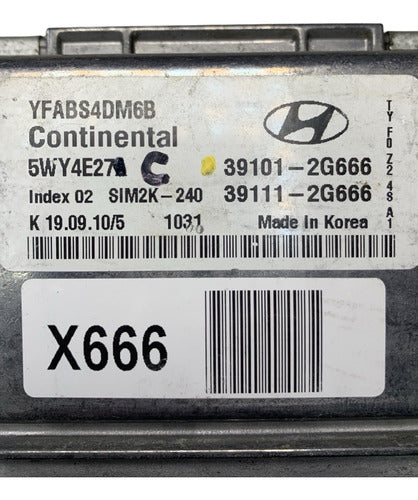 YFABS4DM6B
Continental
5WY4E27 C 39101-2G666
Index 02 SIM2K-240 39111-2G666
K 19.09.10/5 1031 Made in Korea
X666